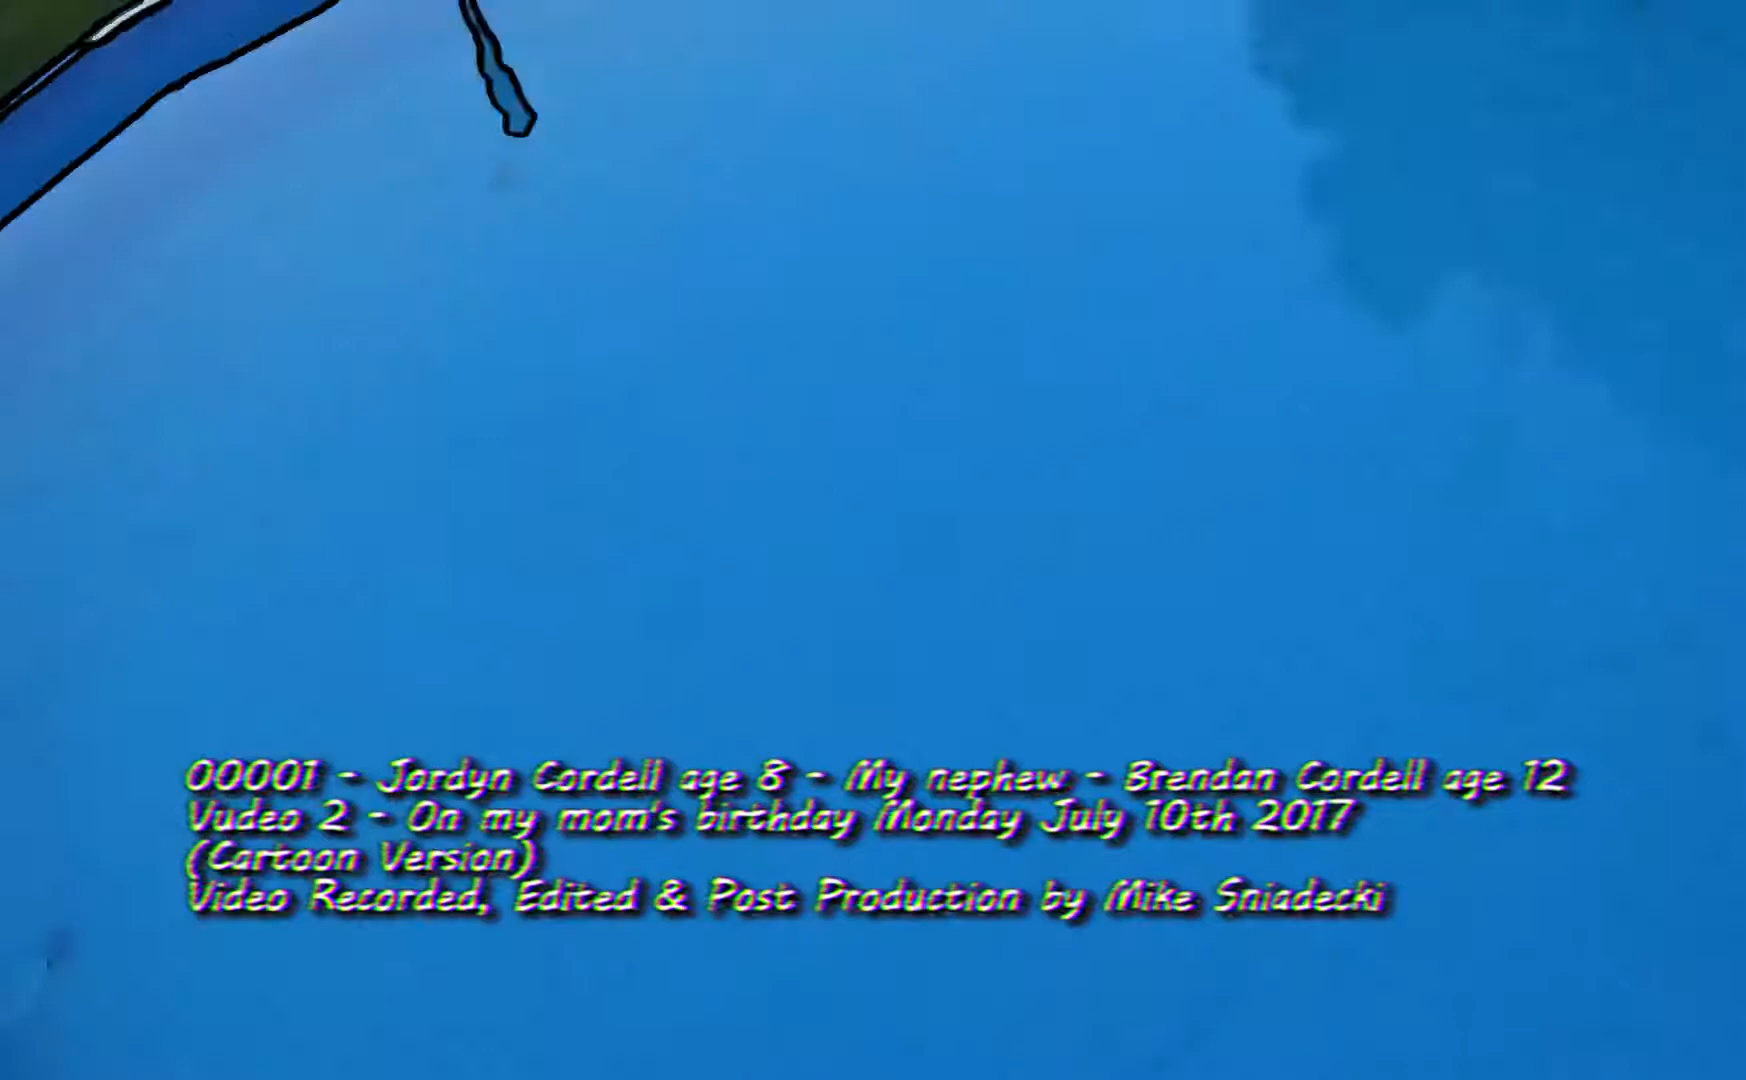 00001 - Jordyn Cordell age 8 - My nephew - Brendan Cordell age 12
Vudeo 2 - On my mom's birthday Monday July 10th 2017
(Cartoon Version)
Video Recorded, Edited & Post Production by Mike Sniadecki